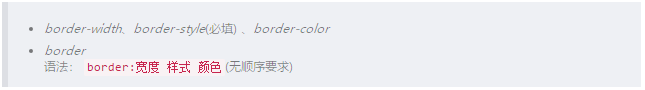 border-width、border-style(必填) 、border-color
border
语法： border:宽度 样式 颜色 (无顺序要求)